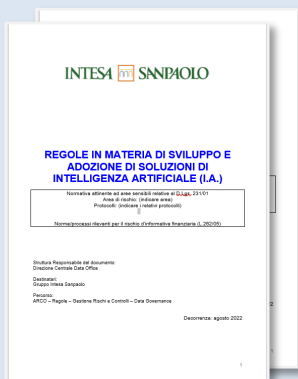 INTESA SANPAOLO
REGOLE IN MATERIA DI SVILUPPO E
ADOZIONE DI SOLUZIONI DI
INTELLIGENZA ARTIFICIALE (I.A.)
Normativa attinente ad aree sensibili relative al D.Lgs. 231/01
Area di rischio: (indicare area)
Protocolli: (indicare i relativi protocolli)
Norme/processi rilevanti per il rischio d'informativa finanziaria (L.262/05)
Struttura Responsabile del documento:
Direzione Centrale Data Office
Destinatari:
Gruppo Intesa Sanpaolo
Percorso:
ARCO – Regole – Gestione Rischi e Controlli – Data Governance
Decorrenza: agosto 2022
1
2
1